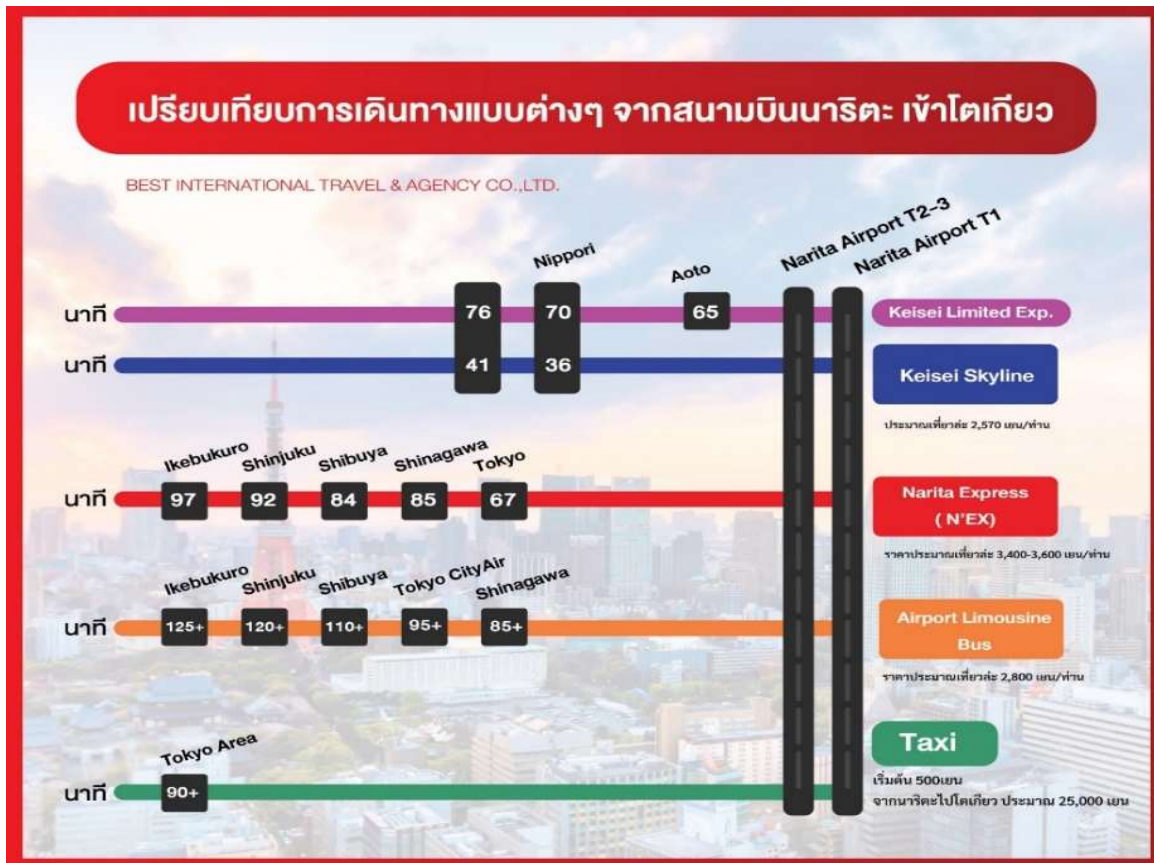 เปรียบเทียบการเดินทางแบบต่างๆ จากสนามบินนาริตะ เข้าโตเกียว
BEST INTERNATIONAL TRAVEL & AGENCY CO.,LTD.
Nippori
Aoto
Narita Airport T2-3
Narita Airport T1
นาที
76
70
65
Keisei Limited Exp.
นาที
41
36
Keisei Skyline
ประมาณเที่ยวล่ะ 2,570 เยน/ท่าน
Ikebukuro
Shinjuku
Shibuya
Shinagawa
Tokyo
นาที
97
92
84
85
67
Narita Express
( N'EX)
ราคาประมาณเที่ยวล่ะ 3,400-3,600 เยน/ท่าน
Ikebukuro
Shinjuku
Shibuya
Tokyo CityAir
Shinagawa
นาที
125+
120+
110+
95+
85+
Airport Limousine
Bus
ราคาประมาณเที่ยวล่ะ 2,800 เยน/ท่าน
Tokyo Area
นาที
90+
Taxi
เริ่มต้น 500เยน
จากนาริตะไปโตเกียว ประมาณ 25,000 เยน